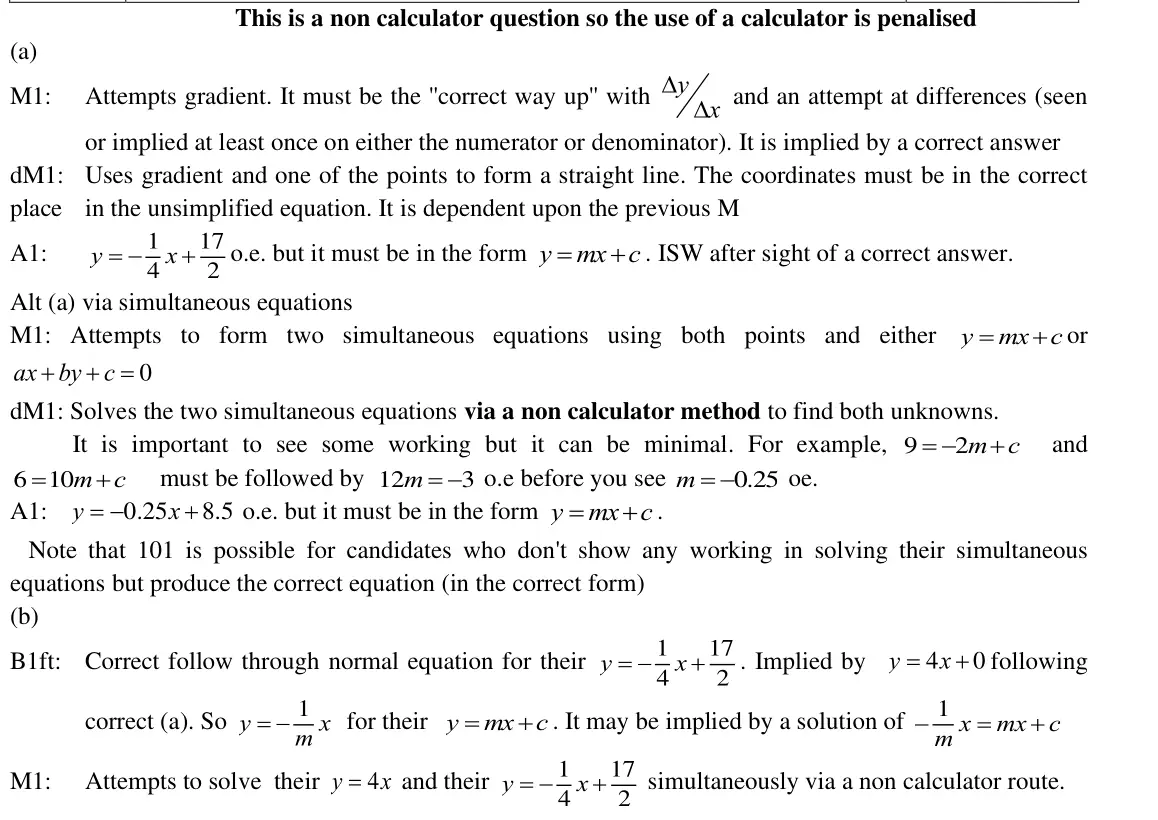 This is a non calculator question so the use of a calculator is penalised
(a)
M1: Attempts gradient. It must be the "correct way up" with Δy/Δx and an attempt at differences (seen
or implied at least once on either the numerator or denominator). It is implied by a correct answer
dM1: Uses gradient and one of the points to form a straight line. The coordinates must be in the correct
place in the unsimplified equation. It is dependent upon the previous M
A1: y = −1/4 x + 17/2 o.e. but it must be in the form y = mx + c. ISW after sight of a correct answer.
Alt (a) via simultaneous equations
M1: Attempts to form two simultaneous equations using both points and either y = mx + c or
ax + by + c = 0
dM1: Solves the two simultaneous equations via a non calculator method to find both unknowns.
It is important to see some working but it can be minimal. For example, 9 = −2m + c and
6 = 10m + c must be followed by 12m = −3 o.e before you see m = −0.25 oe.
A1: y = −0.25x + 8.5 o.e. but it must be in the form y = mx + c.
Note that 101 is possible for candidates who don't show any working in solving their simultaneous
equations but produce the correct equation (in the correct form)
(b)
B1ft: Correct follow through normal equation for their y = −1/4 x + 17/2. Implied by y = 4x + 0 following
correct (a). So y = −1/m x for their y = mx + c. It may be implied by a solution of −1/m x = mx + c
M1: Attempts to solve their y = 4x and their y = −1/4 x + 17/2 simultaneously via a non calculator route.